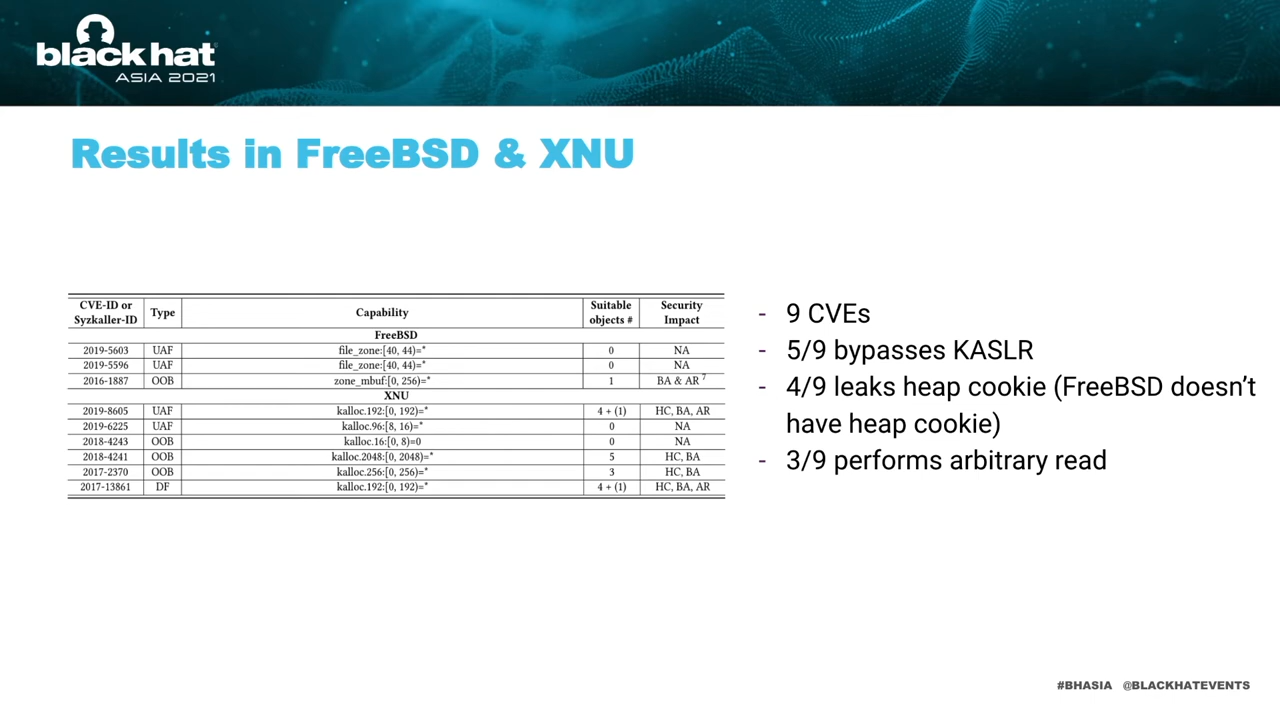 black hat
ASIA 2021
Results in FreeBSD & XNU
CVE-ID or Syzkaller-ID Type Capability Suitable objects # Security Impact
FreeBSD
2019-5603 UAF file_zone:[40, 44)=* 0 NA
2019-5596 UAF file_zone:[40, 44)=* 0 NA
2016-1887 OOB zone_mbuf:[0, 256)=* 1 BA & AR 7
XNU
2019-8605 UAF kalloc.192:[0, 192)=* 4 + (1) HC, BA, AR
2019-6225 UAF kalloc.96:[8, 16)=* 0 NA
2018-4243 OOB kalloc.16:[0, 8)=0 0 NA
2018-4241 OOB kalloc.2048:[0, 2048)=* 5 HC, BA
2017-2370 OOB kalloc.256:[0, 256)=* 3 HC, BA
2017-13861 DF kalloc.192:[0, 192)=* 4 + (1) HC, BA, AR
- 9 CVEs
- 5/9 bypasses KASLR
- 4/9 leaks heap cookie (FreeBSD doesn’t
have heap cookie)
- 3/9 performs arbitrary read
#BHASIA @BLACKHATEVENTS